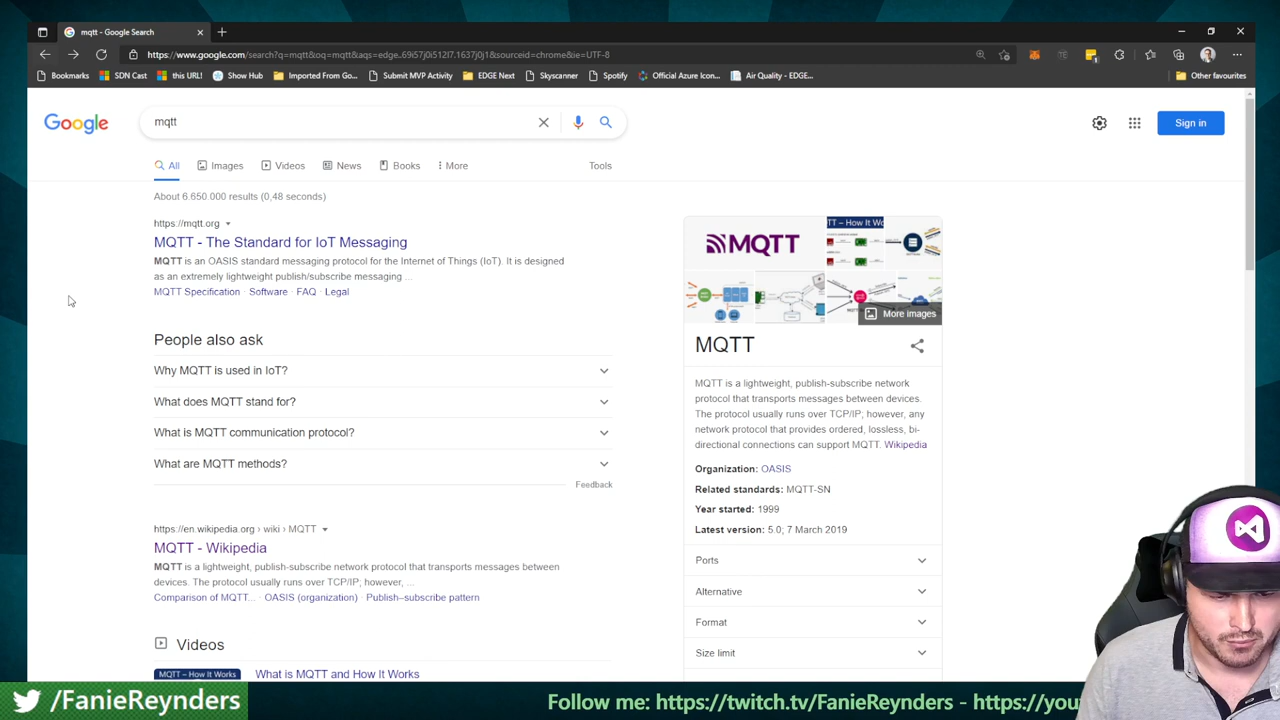 mqtt - Google Search
https://www.google.com/search?q=mqtt&oq=mqtt&aqs=edge..69i57j0i512l7.1637j0j1&sourceid=chrome&ie=UTF-8
Bookmarks
SDN Cast
this URL!
Show Hub
Imported From Go...
Submit MVP Activity
EDGE Next
Skyscanner
Spotify
Official Azure Icon...
Air Quality - EDGE...
Other favourites
Google
mqtt
Sign in
All
Images
Videos
News
Books
More
Tools
About 6.650.000 results (0,48 seconds)
https://mqtt.org
MQTT - The Standard for IoT Messaging
MQTT is an OASIS standard messaging protocol for the Internet of Things (IoT). It is designed
as an extremely lightweight publish/subscribe messaging ...
MQTT Specification · Software · FAQ · Legal
People also ask
Why MQTT is used in IoT?
What does MQTT stand for?
What is MQTT communication protocol?
What are MQTT methods?
Feedback
https://en.wikipedia.org › wiki › MQTT
MQTT - Wikipedia
MQTT is a lightweight, publish-subscribe network protocol that transports messages between
devices. The protocol usually runs over TCP/IP; however, ...
Comparison of MQTT... · OASIS (organization) · Publish–subscribe pattern
Videos
MQTT – How It Works
What is MQTT and How It Works
MQTT
TT – How It Wo
More images
MQTT
MQTT is a lightweight, publish-subscribe network
protocol that transports messages between devices.
The protocol usually runs over TCP/IP; however, any
network protocol that provides ordered, lossless, bi-
directional connections can support MQTT. Wikipedia
Organization: OASIS
Related standards: MQTT-SN
Year started: 1999
Latest version: 5.0; 7 March 2019
Ports
Alternative
Format
Size limit
/FanieReynders
Follow me: https://twitch.tv/FanieReynders - https://you